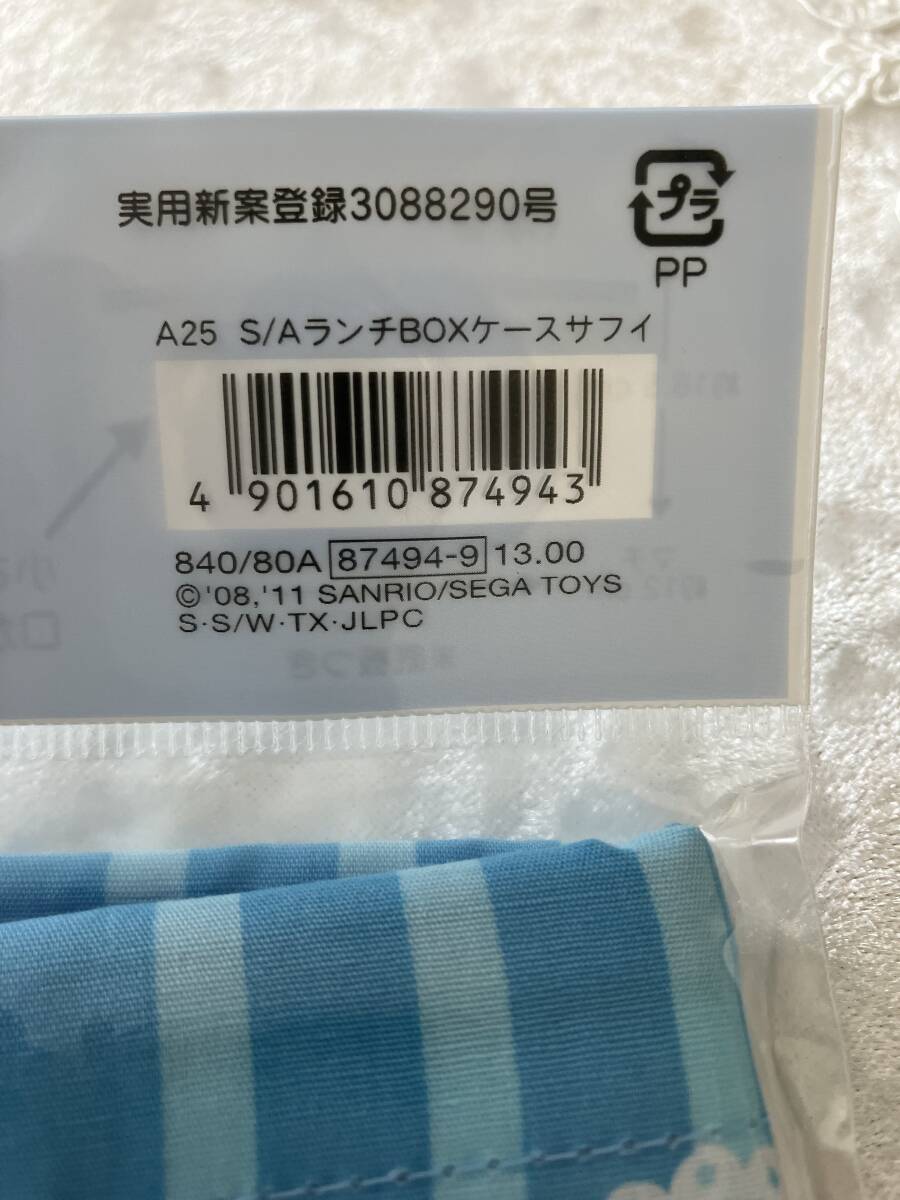 実用新案登録3088290号
プラ
PP
A25 S/AランチBOXケースサフイ
4 901610 874943
840/80A 87494-9 13.00
©'08,'11 SANRIO/SEGA TOYS
S·S/W·TX·JLPC